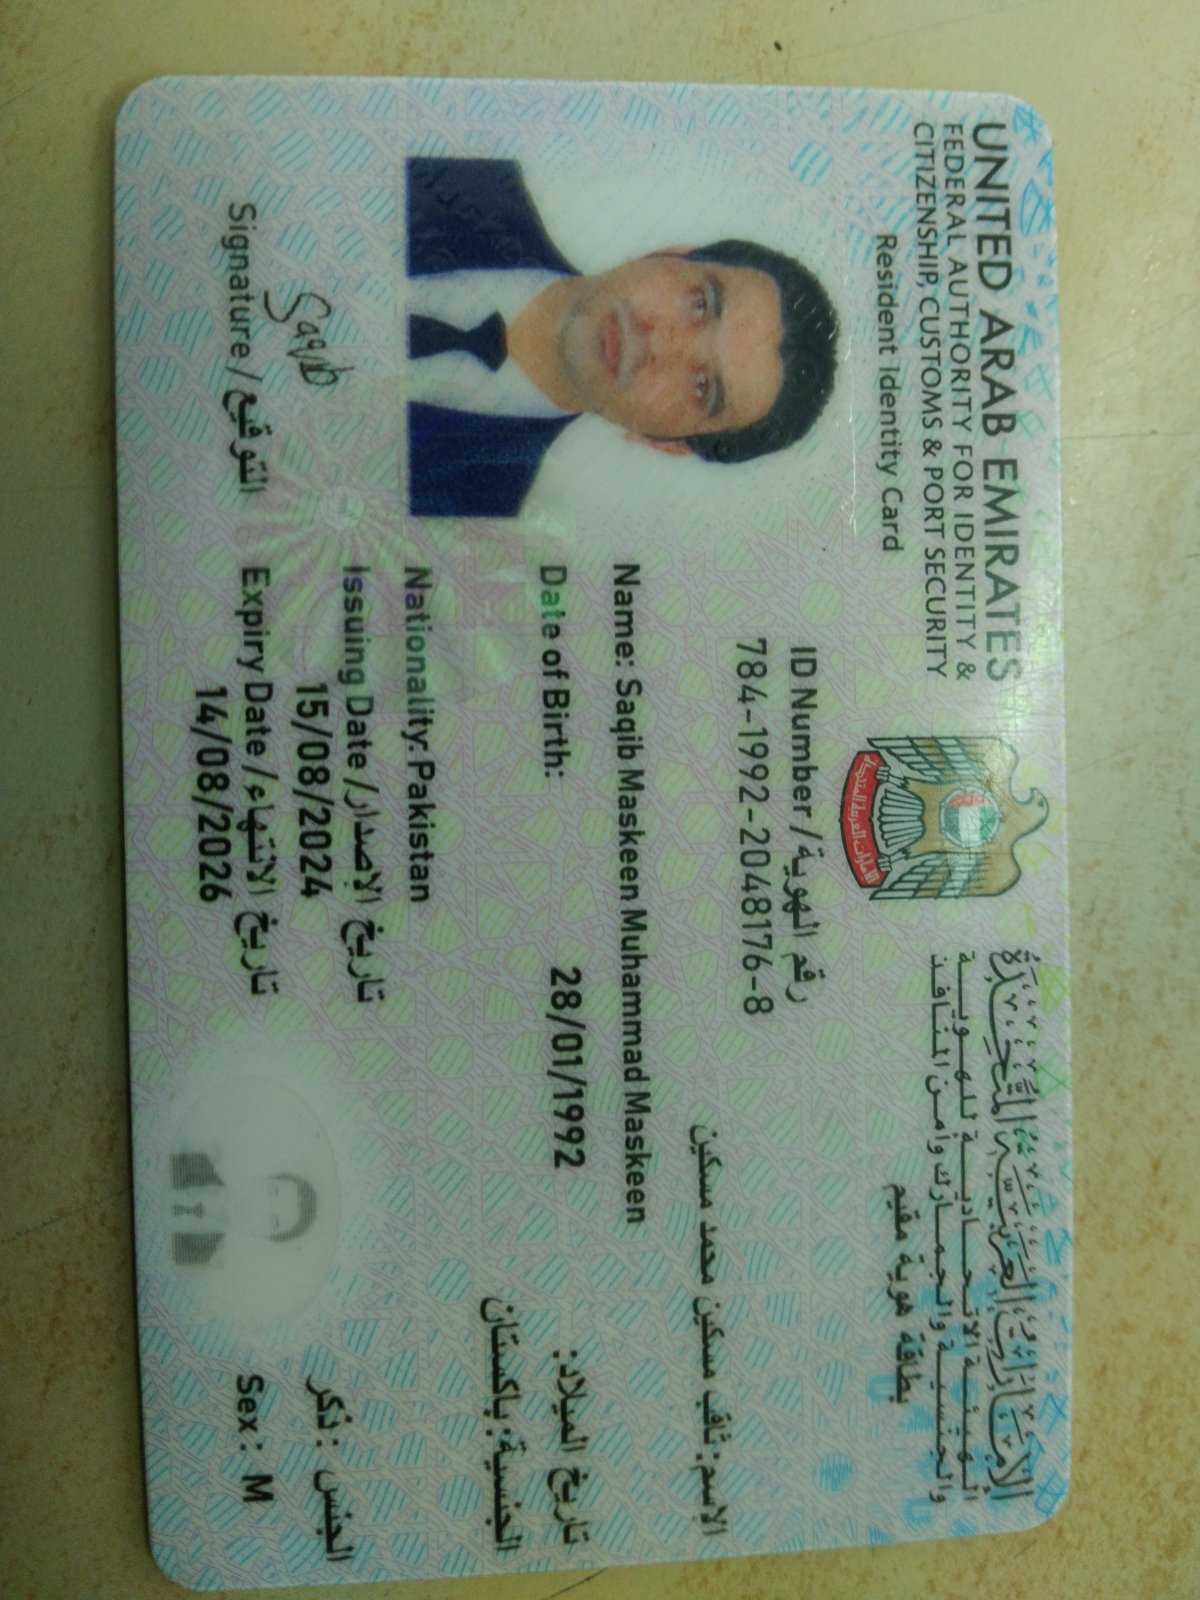 UNITED ARAB EMIRATES
FEDERAL AUTHORITY FOR IDENTITY &
CITIZENSHIP, CUSTOMS & PORT SECURITY
Resident Identity Card
الإمارات العربية المتحدة
الهيئة الاتحادية للهوية
والجنسية والجمارك وأمن المنافذ
بطاقة هوية مقيم
الإمارات العربية المتحدة
ID Number / رقم الهوية
784-1992-2048176-8
الإسم: ثاقب مسكين محمد مسكين
Name: Saqib Maskeen Muhammad Maskeen
Date of Birth: 28/01/1992 تاريخ الميلاد:
الجنسية: باكستان
Nationality: Pakistan
Issuing Date / تاريخ الإصدار
15/08/2024
Expiry Date / تاريخ الانتهاء
14/08/2026
الجنس : ذكر
Sex: M
Saqib
Signature / التوقيع